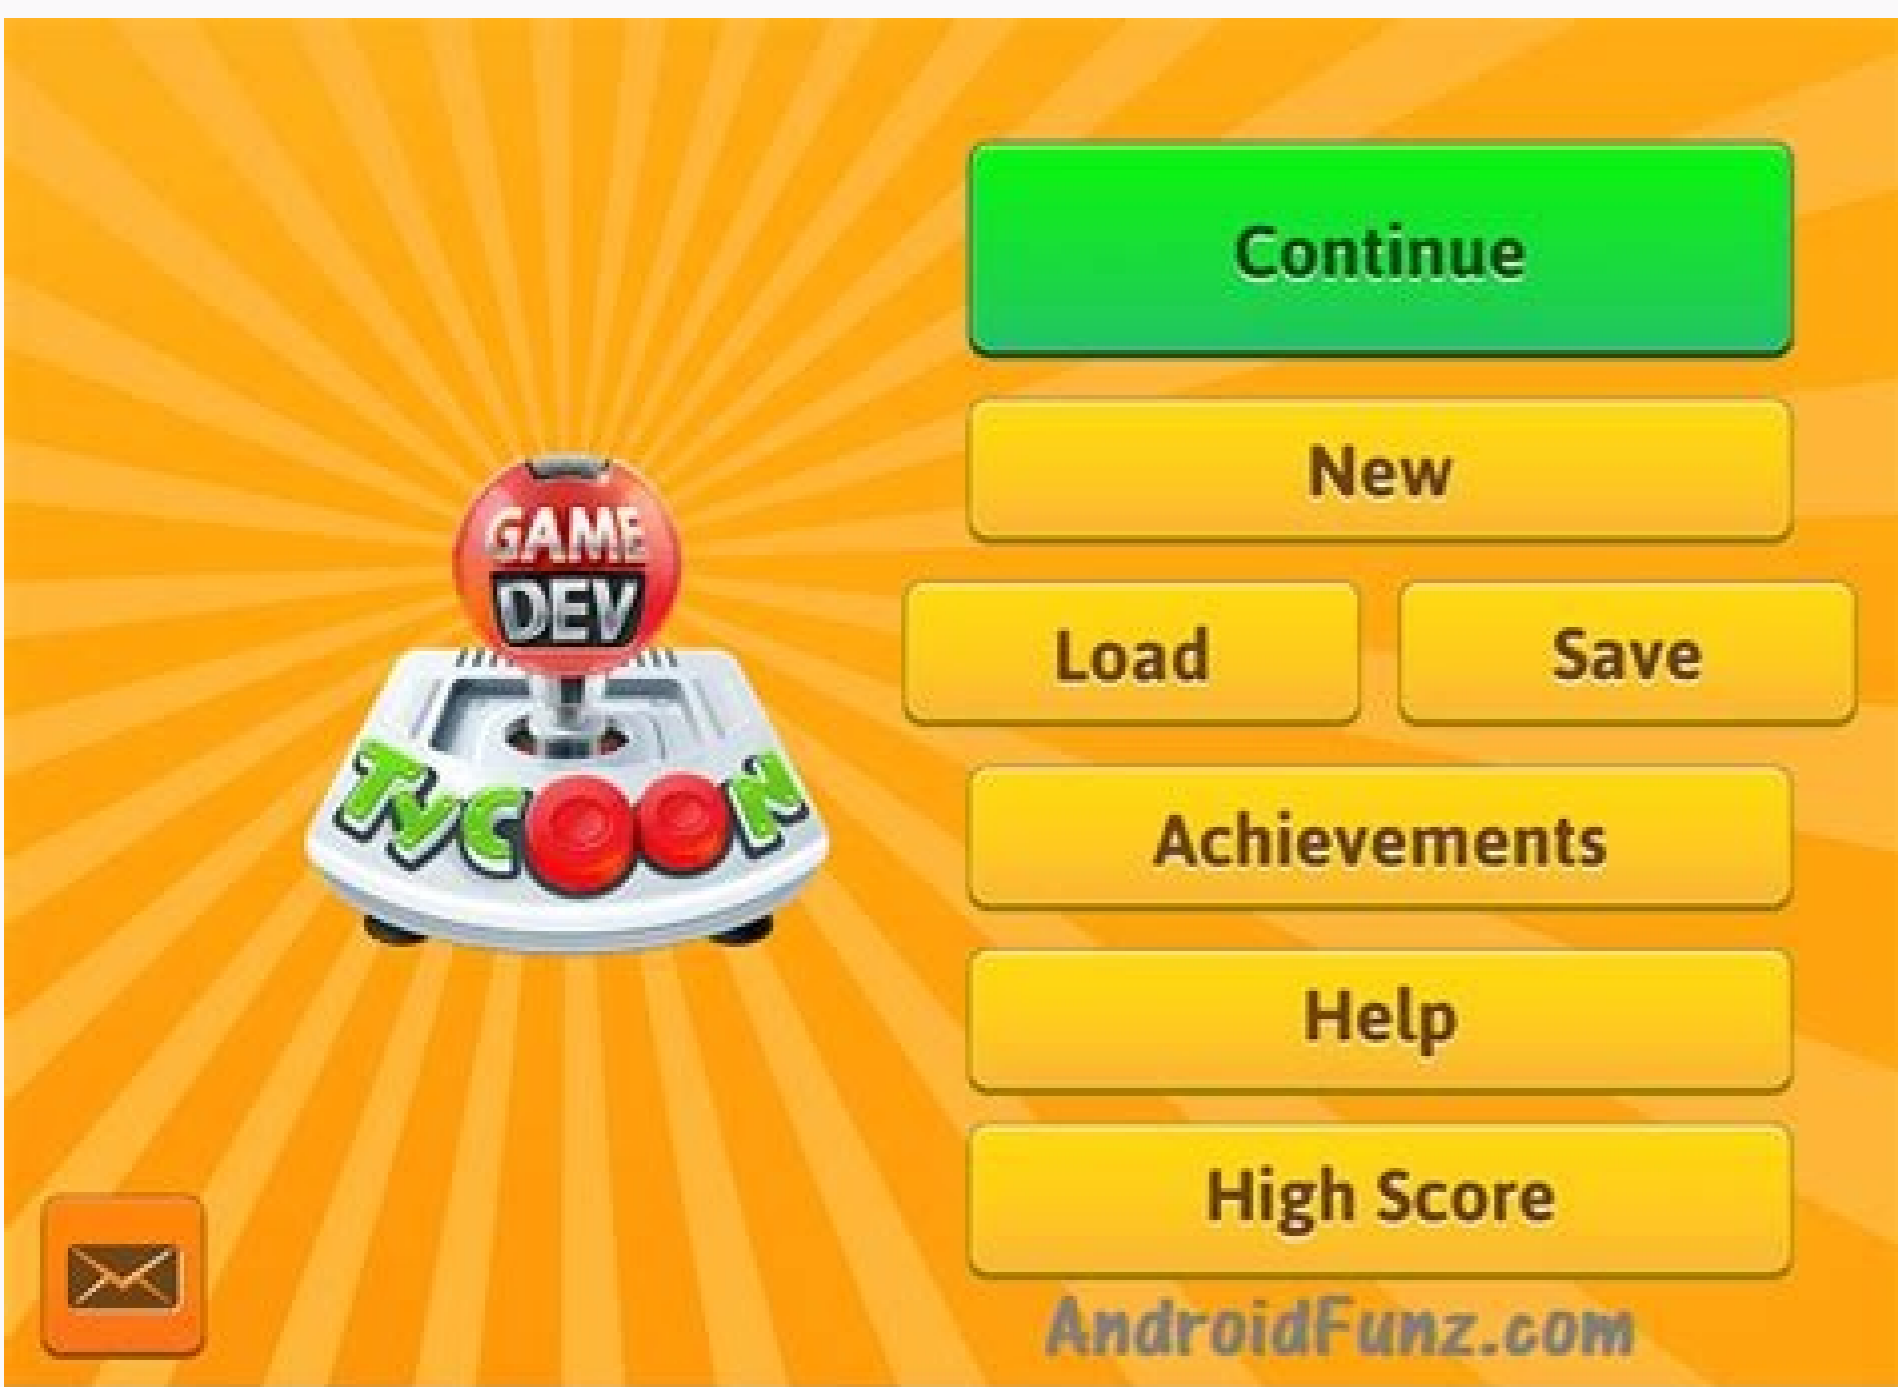 GAME
DEV
TYCOON
Continue
New
Load
Save
Achievements
Help
High Score
AndroidFunz.com